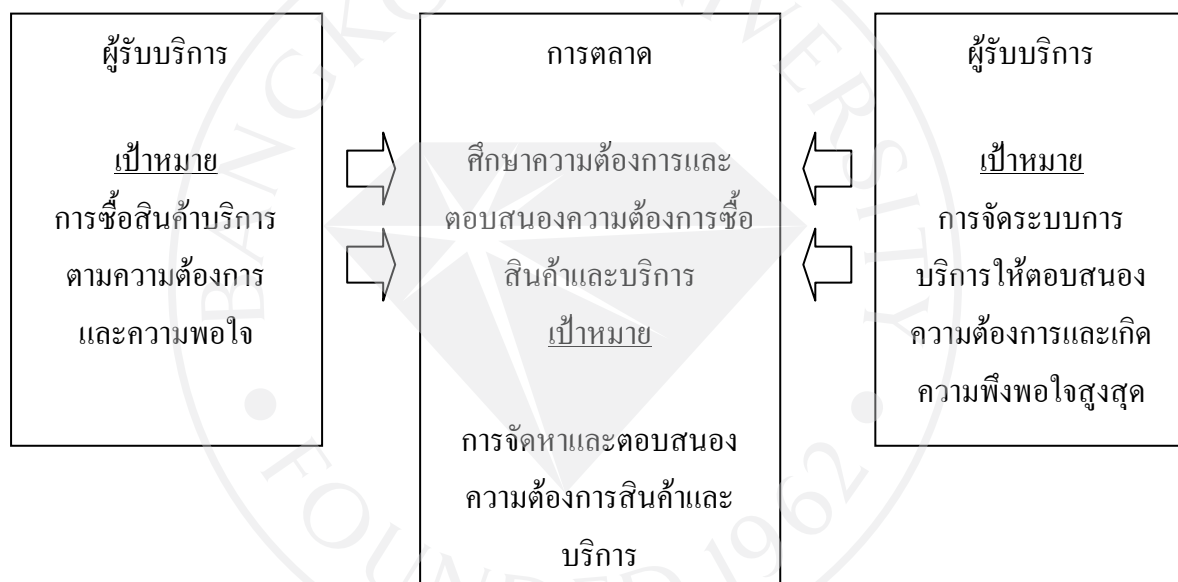 ผู้รับบริการ
เป้าหมาย
การซื้อสินค้าบริการ
ตามความต้องการ
และความพอใจ
การตลาด
ศึกษาความต้องการและ
ตอบสนองความต้องการซื้อ
สินค้าและบริการ
เป้าหมาย
การจัดหาและตอบสนอง
ความต้องการสินค้าและ
บริการ
ผู้รับบริการ
เป้าหมาย
การจัดระบบการ
บริการให้ตอบสนอง
ความต้องการและเกิด
ความพึงพอใจสูงสุด
BANGKOK UNIVERSITY
FOUNDED 1962